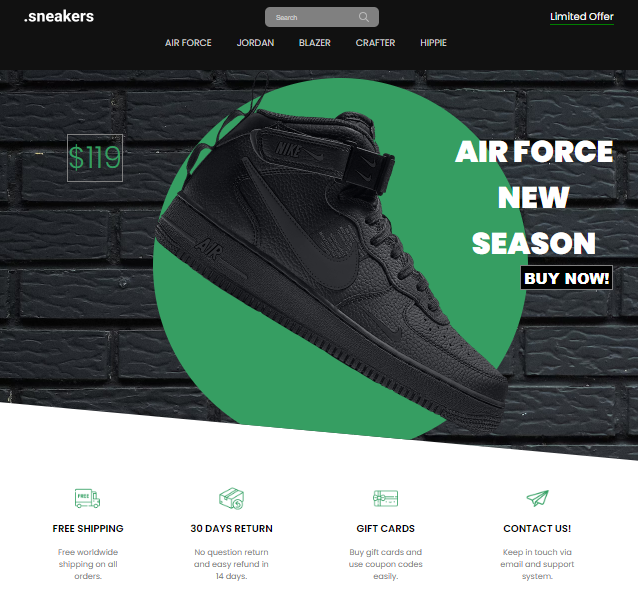 .sneakers
Search
Limited Offer
AIR FORCE
JORDAN
BLAZER
CRAFTER
HIPPIE
$119
NIKE
AIR
AIR FORCE
NEW
SEASON
BUY NOW!
FREE
FREE SHIPPING
Free worldwide
shipping on all
orders.
30 DAYS RETURN
No question return
and easy refund in
14 days.
GIFT CARDS
Buy gift cards and
use coupon codes
easily.
CONTACT US!
Keep in touch via
email and support
system.